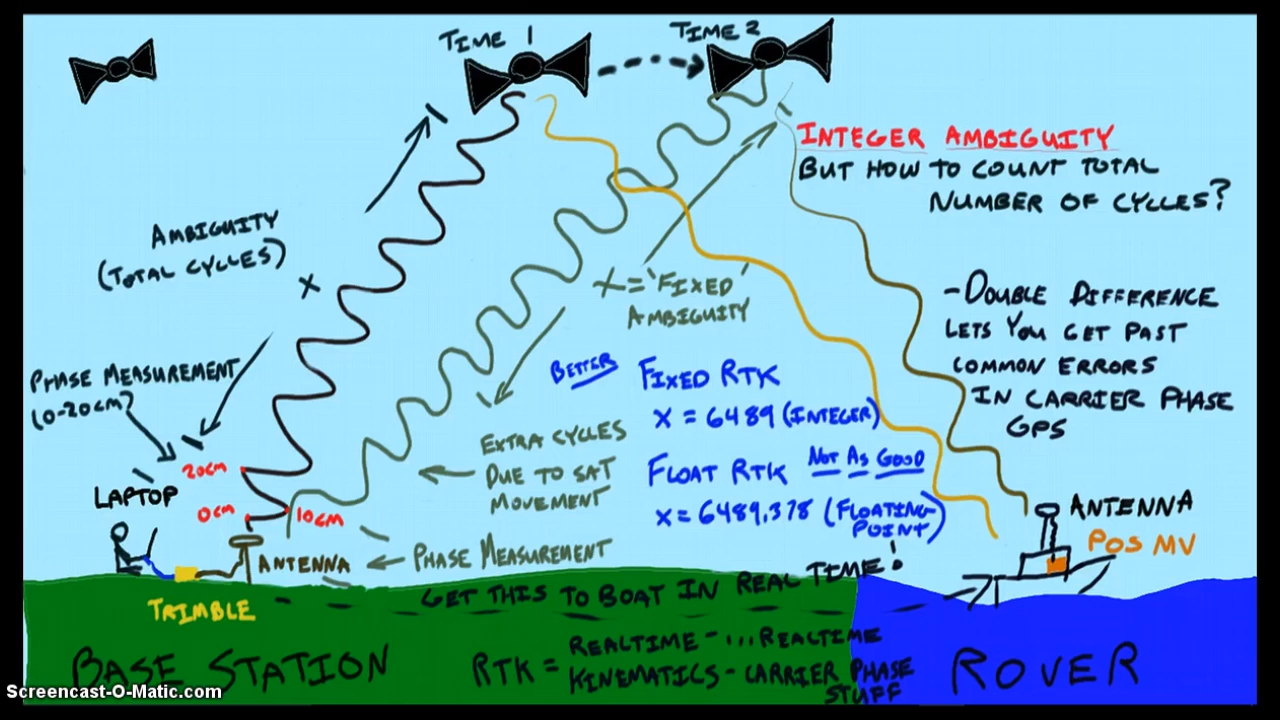 TIME 1
TIME 2
INTEGER AMBIGUITY
BUT HOW TO COUNT TOTAL
NUMBER OF CYCLES?
AMBIGUITY
(TOTAL CYCLES)
X
X = 'FIXED'
AMBIGUITY
- DOUBLE DIFFERENCE
LETS YOU GET PAST
COMMON ERRORS
IN CARRIER PHASE
GPS
PHASE MEASUREMENT
(0-20cm)
BETTER
FIXED RTK
X = 6489 (INTEGER)
EXTRA CYCLES
DUE TO SAT
MOVEMENT
FLOAT RTK NOT AS GOOD
X = 6489.378 (FLOATING-
POINT)
20cm
LAPTOP
0cm
10cm
ANTENNA
PHASE MEASUREMENT
ANTENNA
POS MV
TRIMBLE
GET THIS TO BOAT IN REAL TIME!
BASE STATION
RTK = REALTIME - ...REALTIME
KINEMATICS - CARRIER PHASE
STUFF
ROVER
Screencast-O-Matic.com